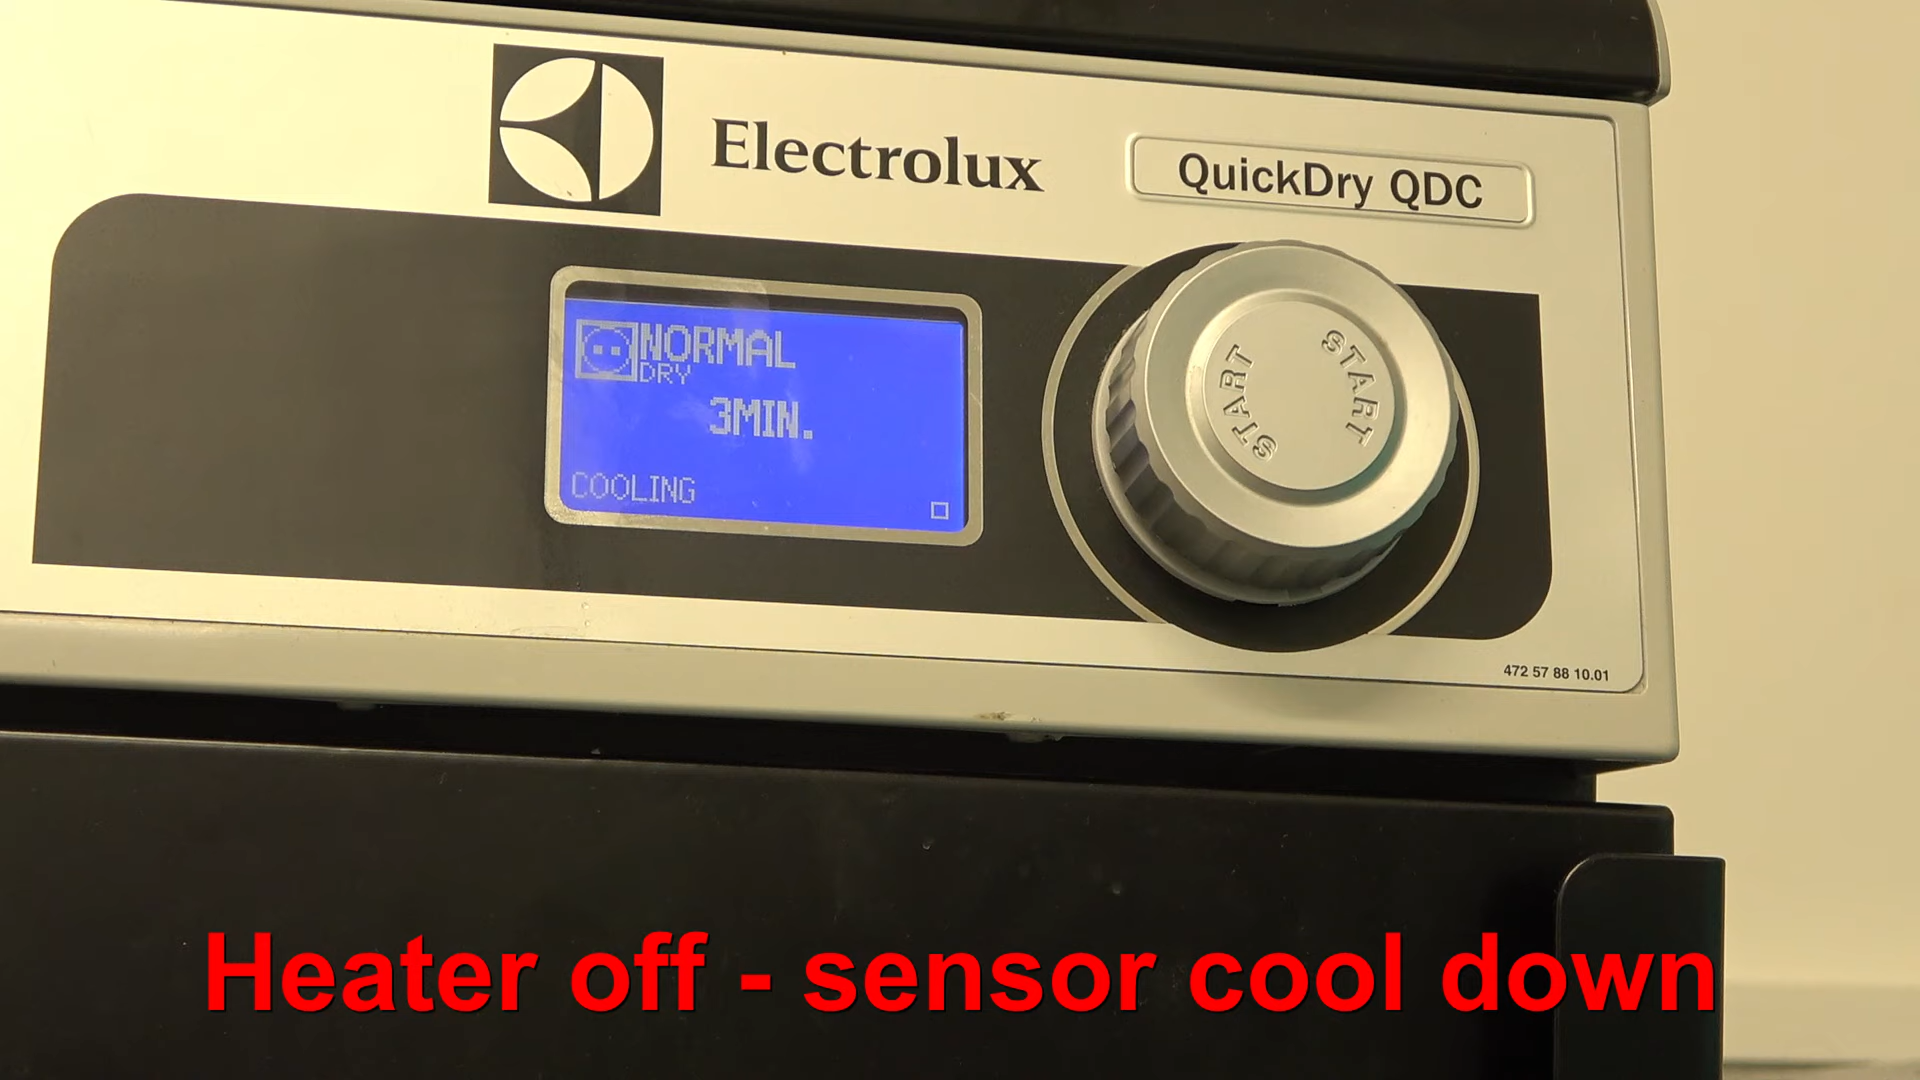 Electrolux
QuickDry QDC
NORMAL
DRY
3MIN.
COOLING
START
START
472 57 88 10.01
Heater off - sensor cool down